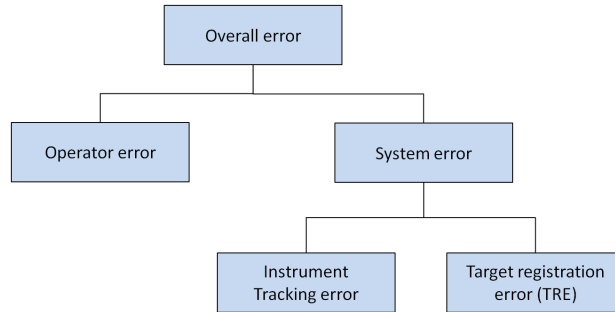 Overall error
Operator error
System error
Instrument
Tracking error
Target registration
error (TRE)